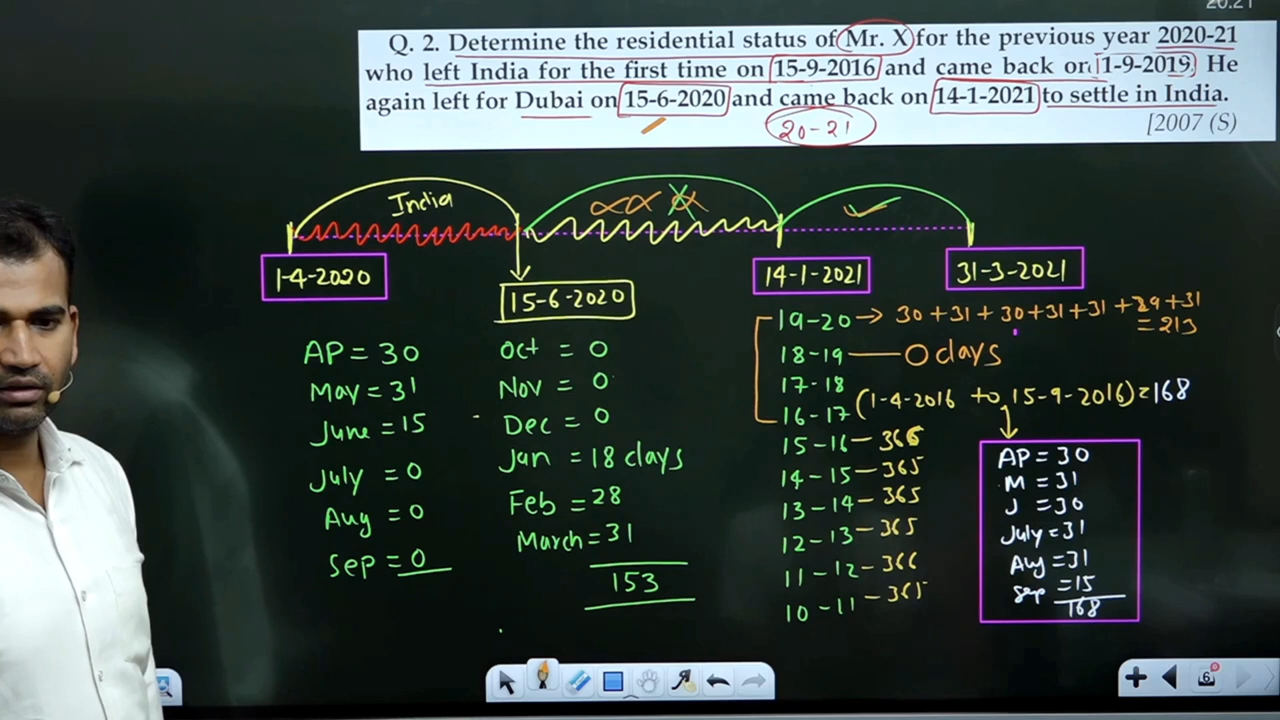 20:21
Q. 2. Determine the residential status of Mr. X for the previous year 2020-21
who left India for the first time on 15-9-2016 and came back on 1-9-2019. He
again left for Dubai on 15-6-2020 and came back on 14-1-2021 to settle in India.
[2007 (S)
20-21
India
1-4-2020
15-6-2020
14-1-2021
31-3-2021
AP = 30
May = 31
June = 15
July = 0
Aug = 0
Sep = 0
Oct = 0
Nov = 0
Dec = 0
Jan = 18 days
Feb = 28
March = 31
153
19-20 → 30 + 31 + 30 + 31 + 31 + 29 + 31
= 213
18-19 — 0 days
17-18
16-17 (1-4-2016 to 15-9-2016) = 168
15-16 — 366
14-15 — 365
13-14 — 365
12-13 — 365
11-12 — 366
10-11 — 365
AP = 30
M = 31
J = 30
July = 31
Aug = 31
Sep = 15
168
6